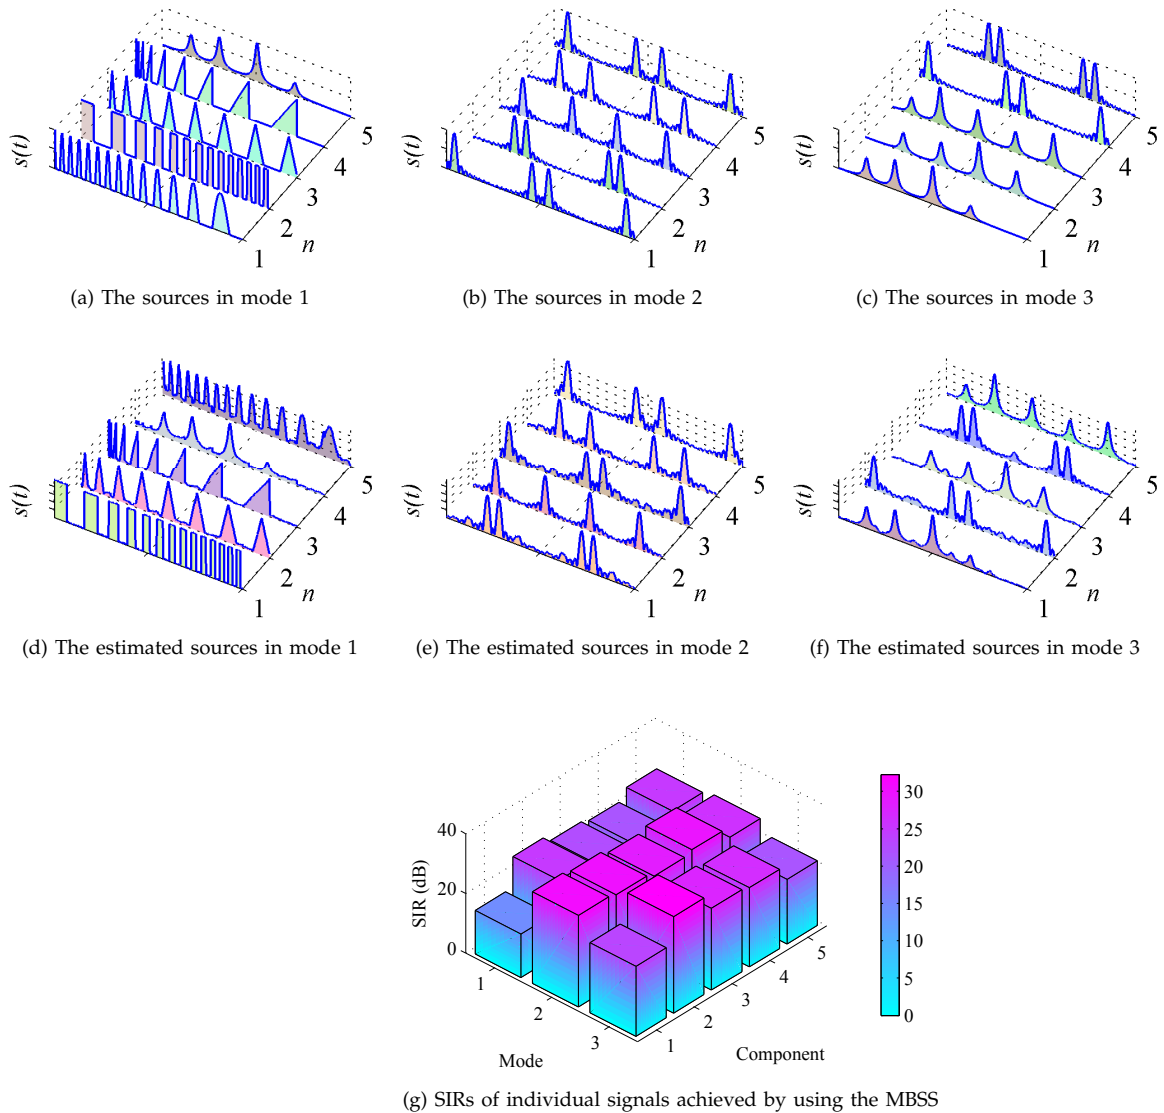 s(t)
1
2
3
4
5
n
(a) The sources in mode 1
s(t)
1
2
3
4
5
n
(b) The sources in mode 2
s(t)
1
2
3
4
5
n
(c) The sources in mode 3
s(t)
1
2
3
4
5
n
(d) The estimated sources in mode 1
s(t)
1
2
3
4
5
n
(e) The estimated sources in mode 2
s(t)
1
2
3
4
5
n
(f) The estimated sources in mode 3
40
20
0
SIR (dB)
1
2
3
Mode
1
2
3
4
5
Component
30
25
20
15
10
5
0
(g) SIRs of individual signals achieved by using the MBSS